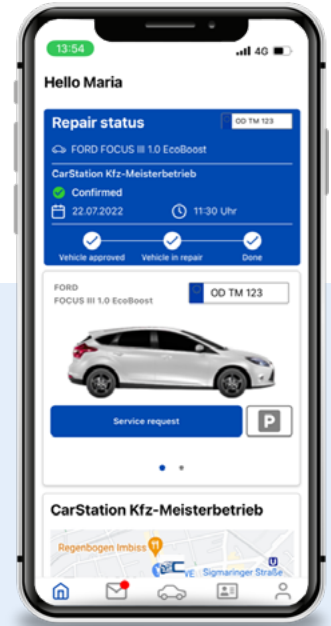 13:54
4G
Hello Maria
Repair status
OD TM 123
FORD FOCUS III 1.0 EcoBoost
CarStation Kfz-Meisterbetrieb
Confirmed
22.07.2022 11:30 Uhr
Vehicle approved Vehicle in repair Done
FORD
FOCUS III 1.0 EcoBoost
OD TM 123
Service request
P
CarStation Kfz-Meisterbetrieb
Regenbogen Imbiss
U
Sigmaringer Straße